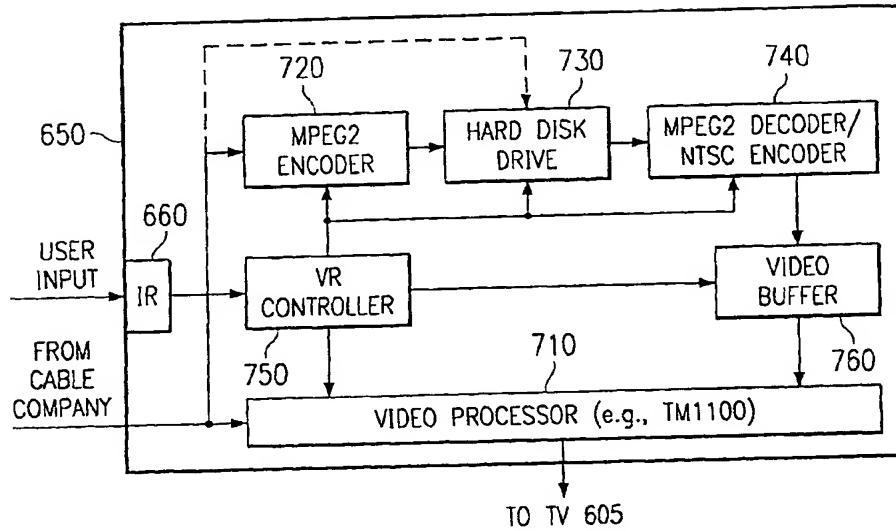 720
730
740
650
MPEG2
ENCODER
HARD DISK
DRIVE
MPEG2 DECODER/
NTSC ENCODER
660
USER
INPUT
IR
VR
CONTROLLER
VIDEO
BUFFER
FROM
CABLE
COMPANY
750
710
760
VIDEO PROCESSOR (e.g., TM1100)
TO TV 605